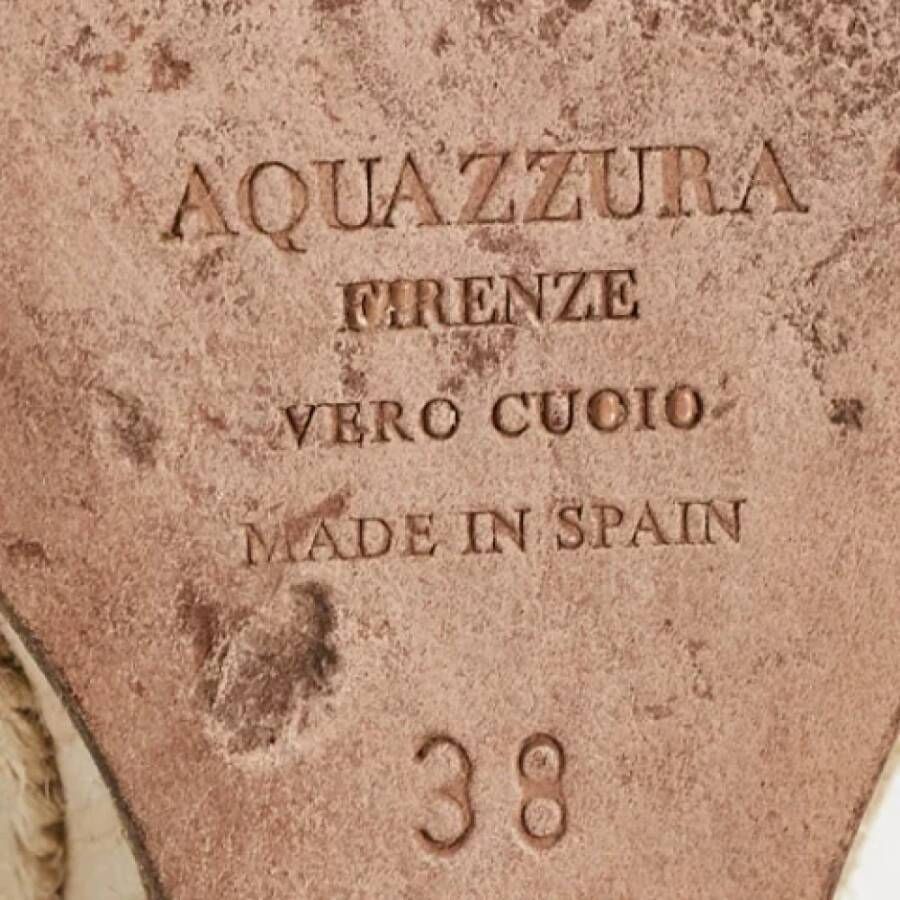 AQUAZZURA
FIRENZE
VERO CUOIO
MADE IN SPAIN
38